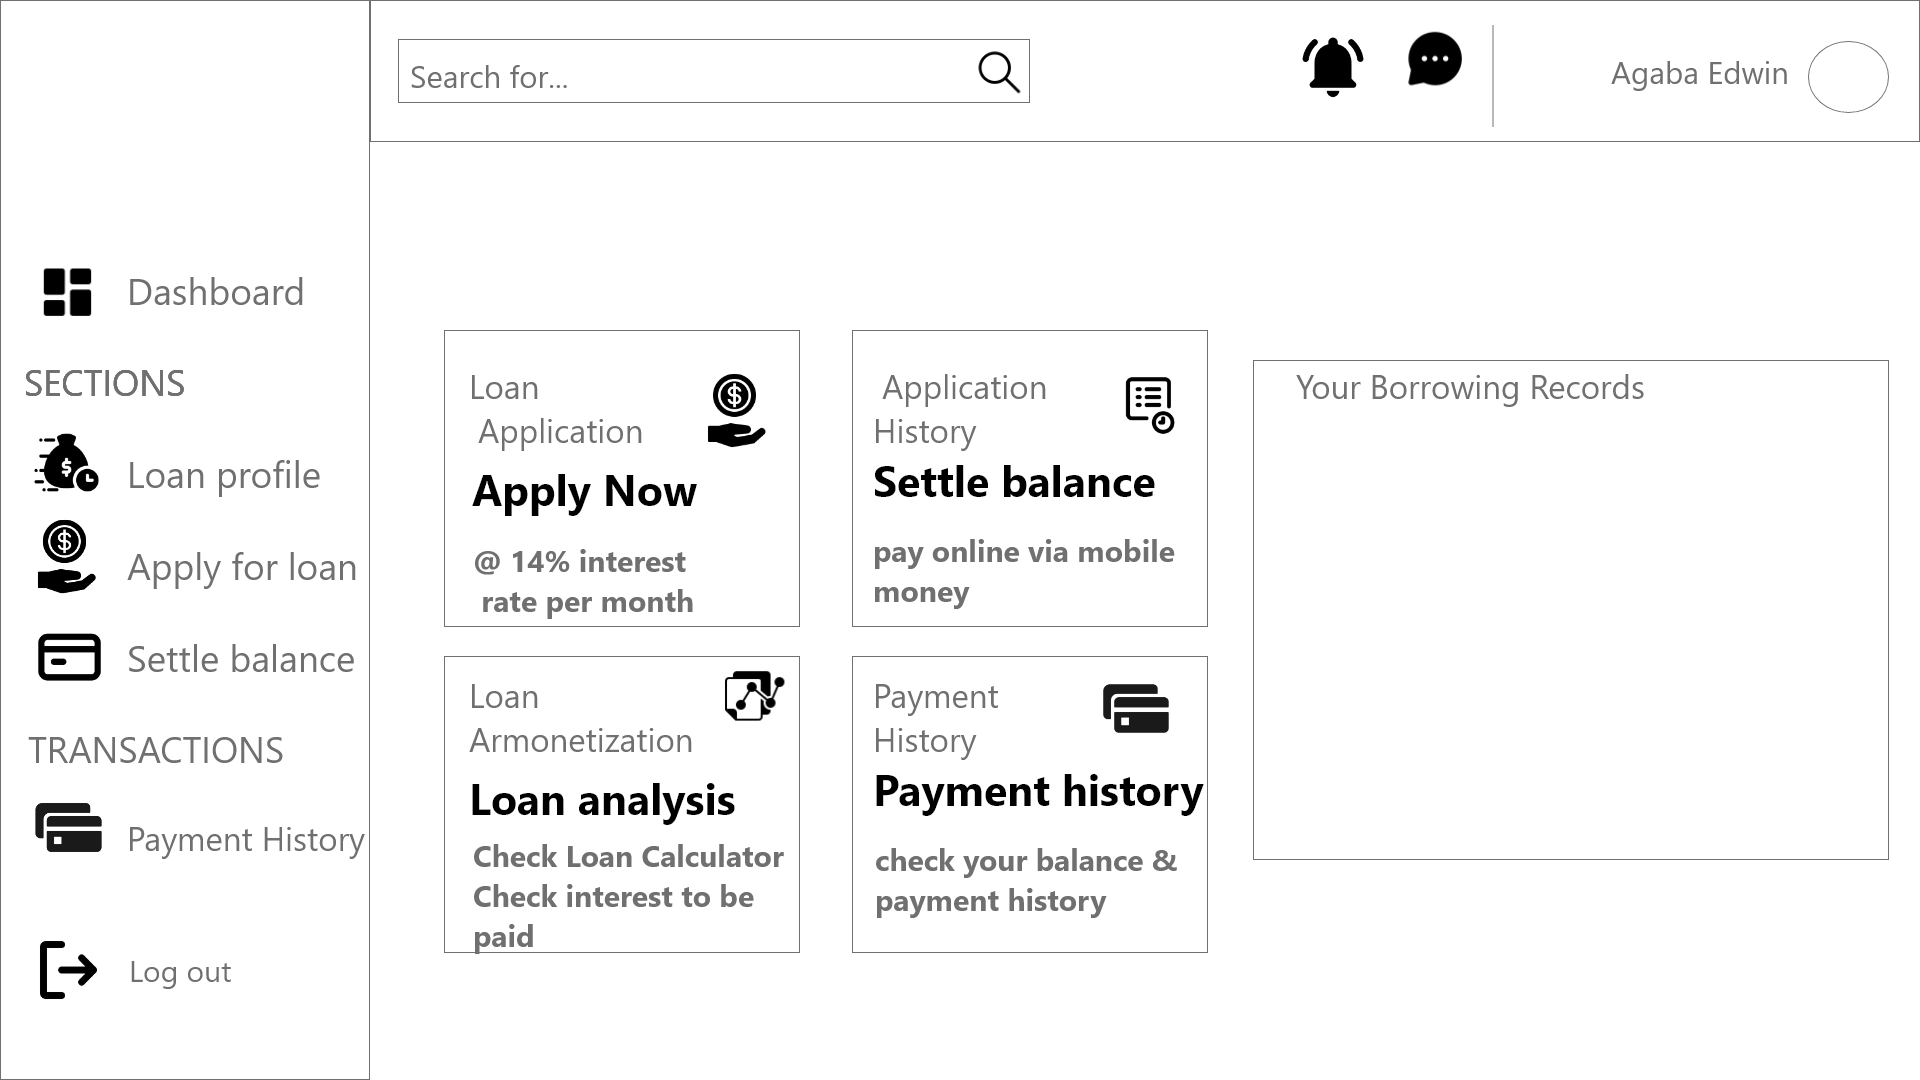 Search for...
Agaba Edwin
Dashboard
SECTIONS
Loan profile
Apply for loan
Settle balance
TRANSACTIONS
Payment History
Log out
Loan
Application
Apply Now
@ 14% interest
rate per month
Application
History
Settle balance
pay online via mobile
money
Loan
Armonetization
Loan analysis
Check Loan Calculator
Check interest to be
paid
Payment
History
Payment history
check your balance &
payment history
Your Borrowing Records